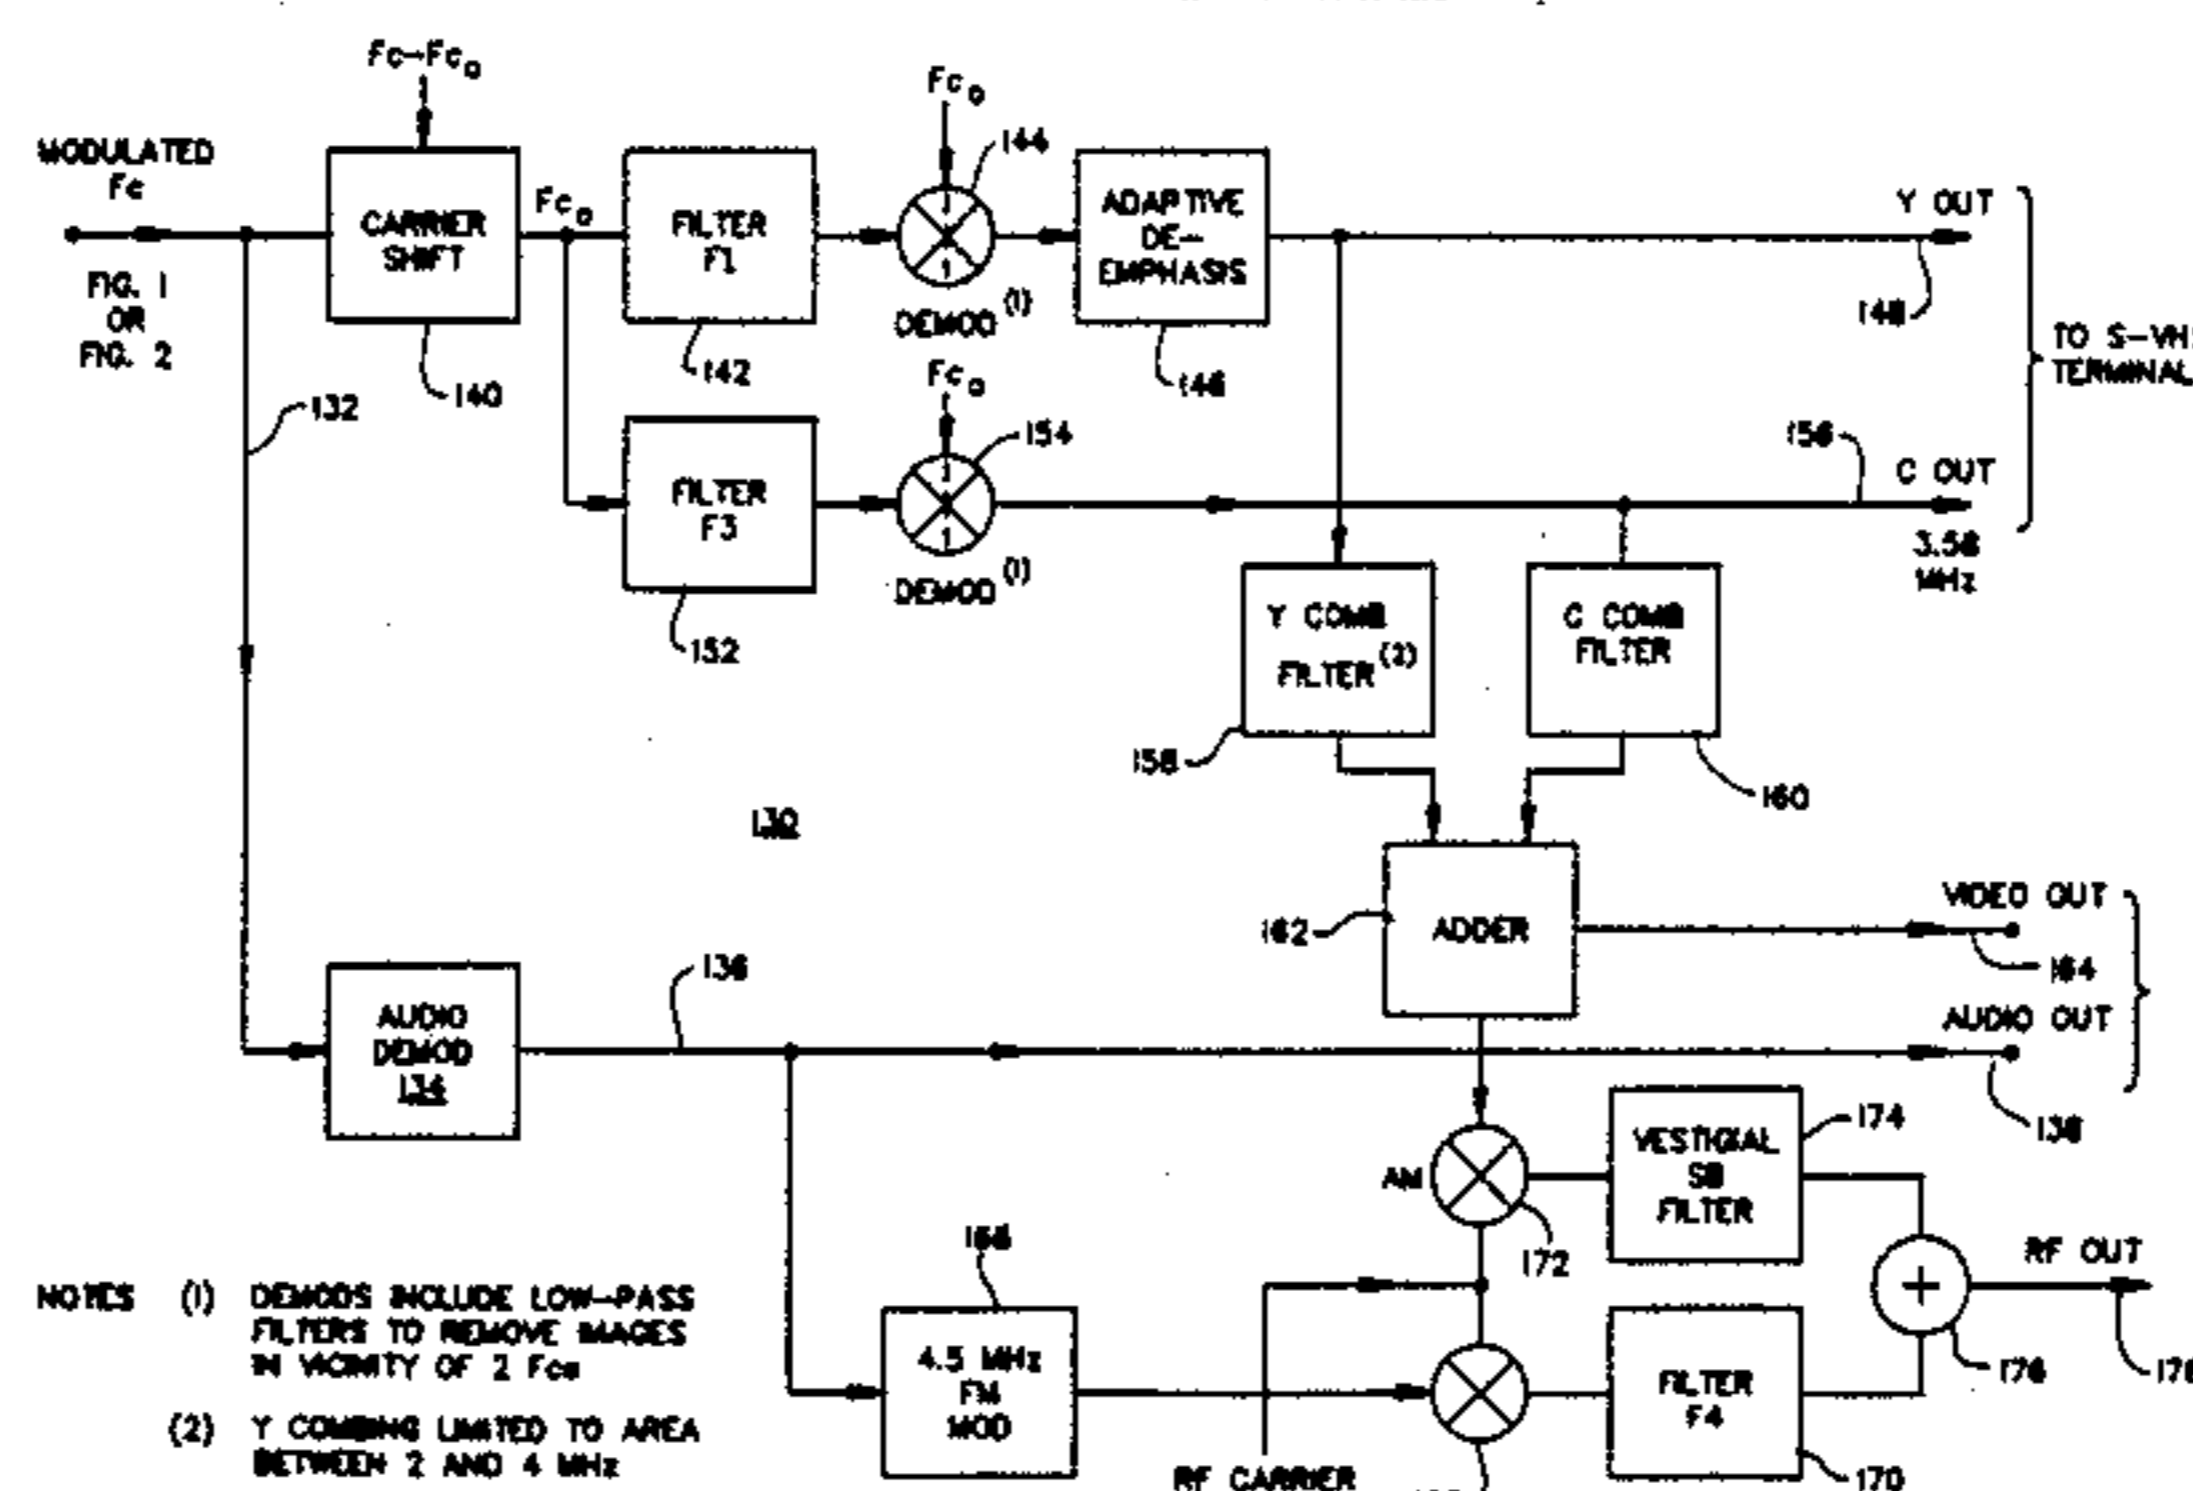 Fc-Fc₀
Fc₀
144
MODULATED
Fc
FIG. 1
OR
FIG. 2
CARRIER
SHIFT
140
Fc₀
FILTER
F1
142
DEMOD (1)
ADAPTIVE
DE-
EMPHASIS
146
Y OUT
148
TO S-VHS
TERMINAL
132
Fc₀
154
FILTER
F3
152
DEMOD (1)
156
C OUT
3.58
MHz
Y COMB
FILTER (2)
158
C COMB
FILTER
160
130
ADDER
162
VIDEO OUT
164
AUDIO OUT
138
AUDIO
DEMOD
134
136
AM
172
VESTIGIAL
SB
FILTER
174
4.5 MHz
FM
MOD
RF CARRIER
FILTER
F4
170
176
RF OUT
NOTES (1) DEMODS INCLUDE LOW-PASS
FILTERS TO REMOVE IMAGES
IN VICINITY OF 2 Fco
(2) Y COMBING LIMITED TO AREA
BETWEEN 2 AND 4 MHz